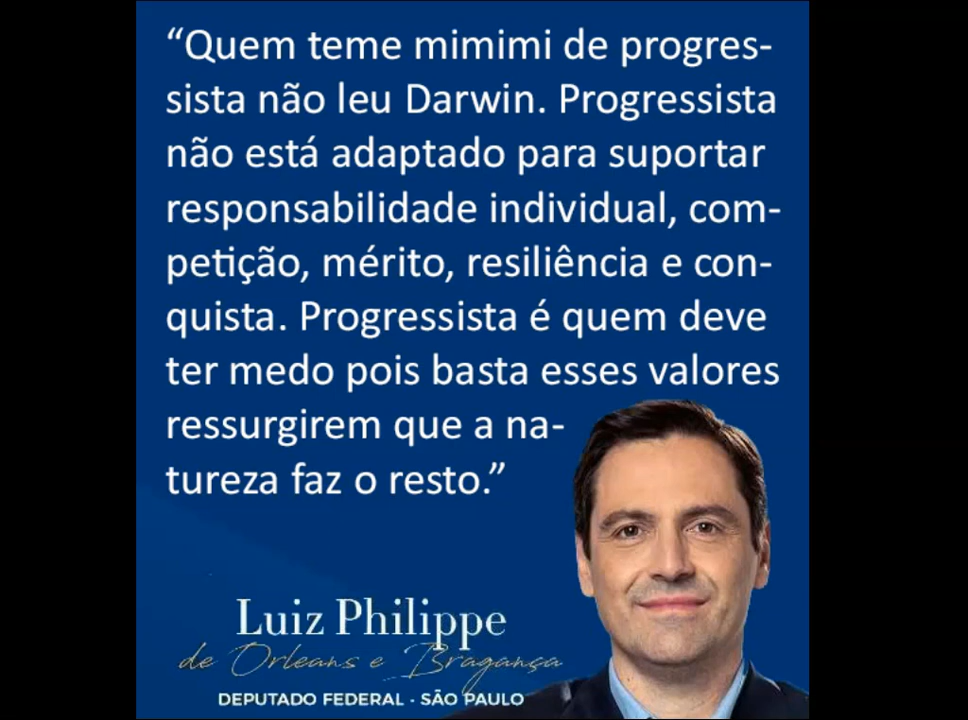 “Quem teme mimimi de progres-
sista não leu Darwin. Progressista
não está adaptado para suportar
responsabilidade individual, com-
petição, mérito, resiliência e con-
quista. Progressista é quem deve
ter medo pois basta esses valores
ressurgirem que a na-
tureza faz o resto.”
Luiz Philippe
de Orleans e Bragança
DEPUTADO FEDERAL - SÃO PAULO